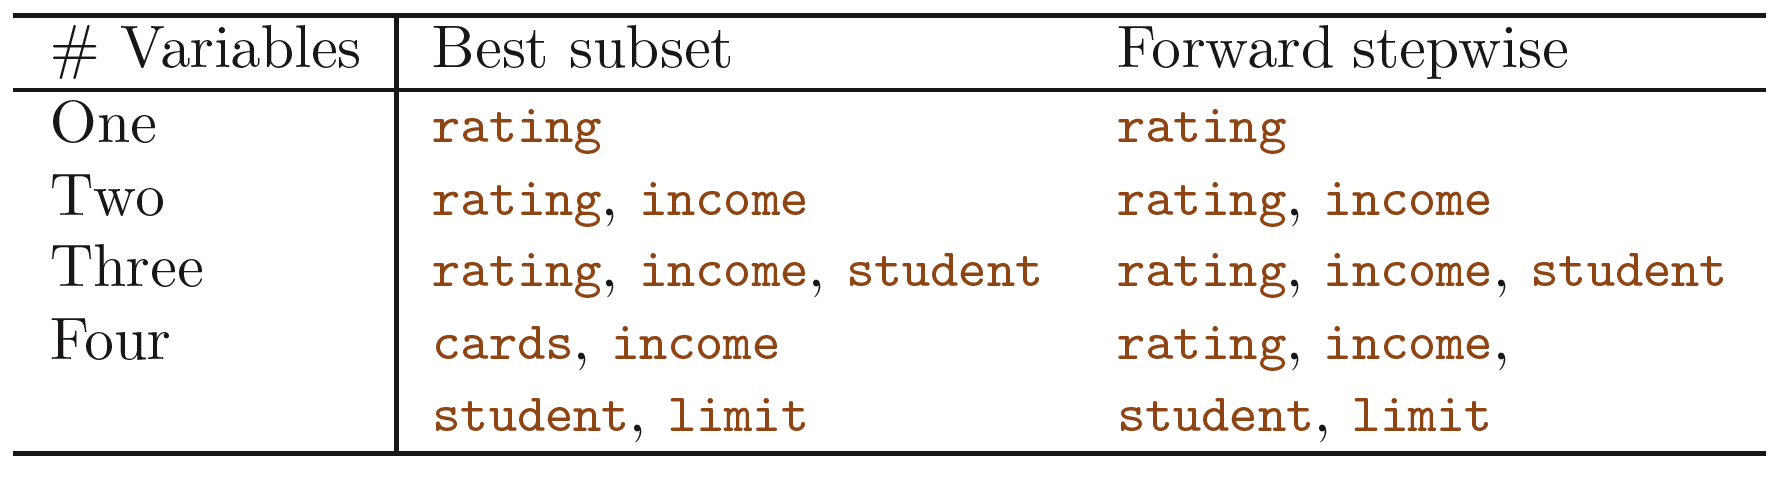 # Variables Best subset Forward stepwise
One rating rating
Two rating, income rating, income
Three rating, income, student rating, income, student
Four cards, income rating, income,
student, limit student, limit